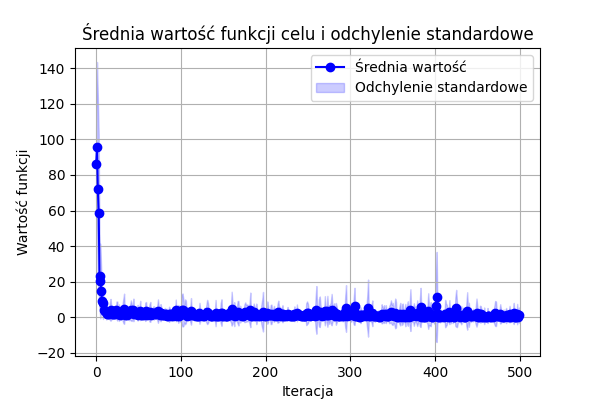 Średnia wartość funkcji celu i odchylenie standardowe
Średnia wartość
Odchylenie standardowe
Wartość funkcji
140
120
100
80
60
40
20
0
−20
0 100 200 300 400 500
Iteracja